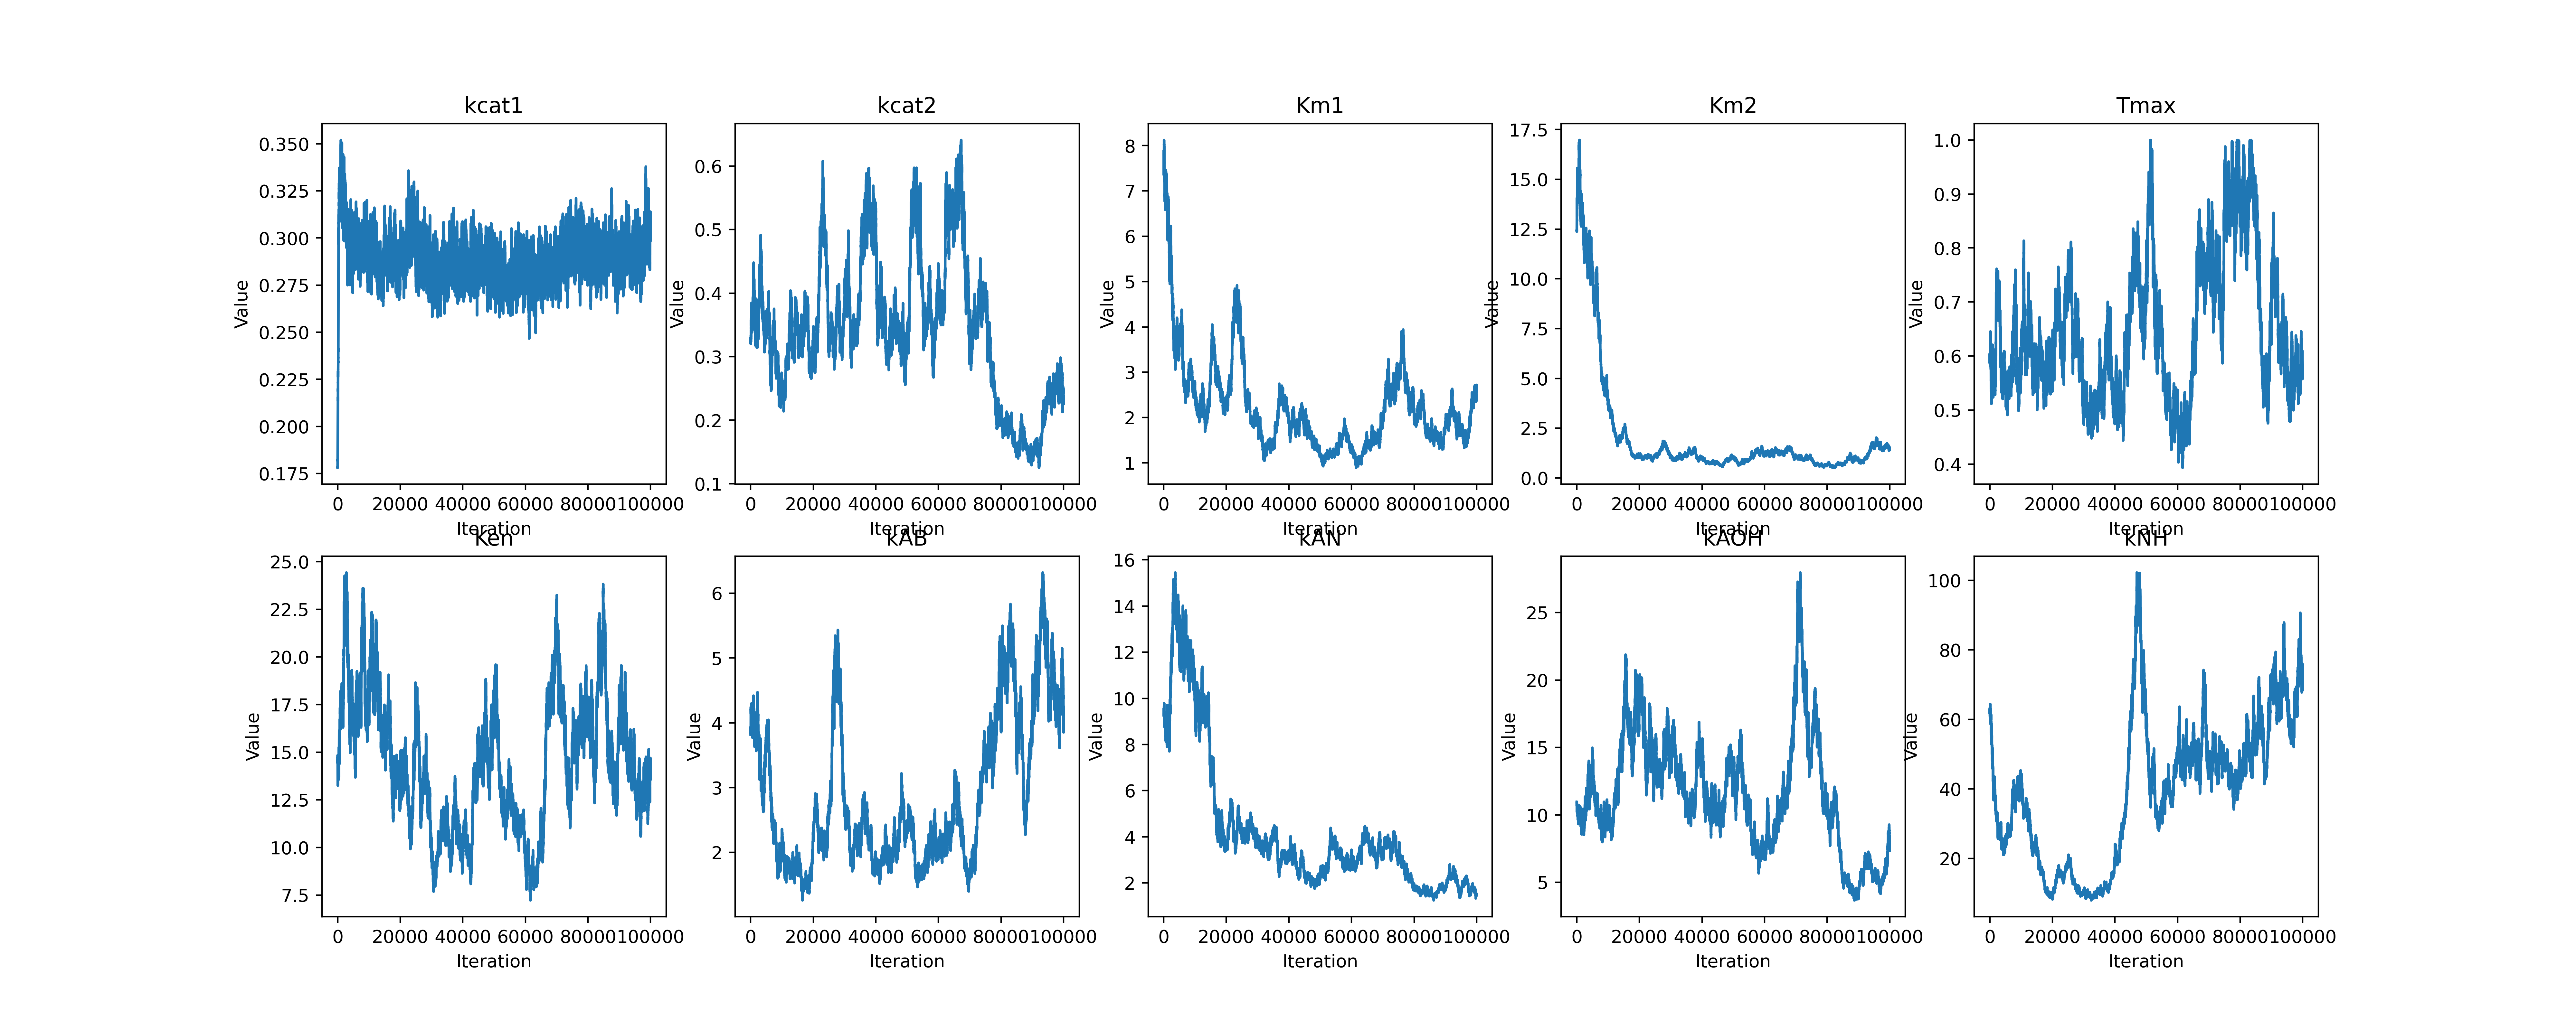 kcat1
kcat2
Km1
Km2
Tmax
0.350
0.325
0.300
0.275
0.250
0.225
0.200
0.175
Value
0 20000 40000 60000 80000100000
Iteration
0.6
0.5
0.4
0.3
0.2
0.1
Value
0 20000 40000 60000 80000100000
Iteration
8
7
6
5
4
3
2
1
Value
0 20000 40000 60000 80000100000
Iteration
17.5
15.0
12.5
10.0
7.5
5.0
2.5
0.0
Value
0 20000 40000 60000 80000100000
Iteration
1.0
0.9
0.8
0.7
0.6
0.5
0.4
Value
0 20000 40000 60000 80000100000
Iteration
Ken
kAB
kAN
kAOH
kNH
25.0
22.5
20.0
17.5
15.0
12.5
10.0
7.5
Value
0 20000 40000 60000 80000100000
Iteration
6
5
4
3
2
Value
0 20000 40000 60000 80000100000
Iteration
16
14
12
10
8
6
4
2
Value
0 20000 40000 60000 80000100000
Iteration
25
20
15
10
5
Value
0 20000 40000 60000 80000100000
Iteration
100
80
60
40
20
Value
0 20000 40000 60000 80000100000
Iteration